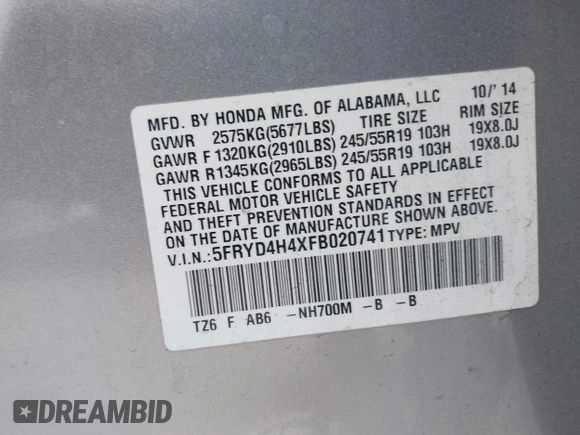 MFD. BY HONDA MFG. OF ALABAMA, LLC 10/'14
GVWR 2575KG(5677LBS) TIRE SIZE RIM SIZE
GAWR F 1320KG(2910LBS) 245/55R19 103H 19X8.0J
GAWR R 1345KG(2965LBS) 245/55R19 103H 19X8.0J
THIS VEHICLE CONFORMS TO ALL APPLICABLE
FEDERAL MOTOR VEHICLE SAFETY
AND THEFT PREVENTION STANDARDS IN EFFECT
ON THE DATE OF MANUFACTURE SHOWN ABOVE.
V.I.N.:5FRYD4H4XFB020741 TYPE: MPV
TZ6 F AB6 -NH700M -B -B
DREAMBID